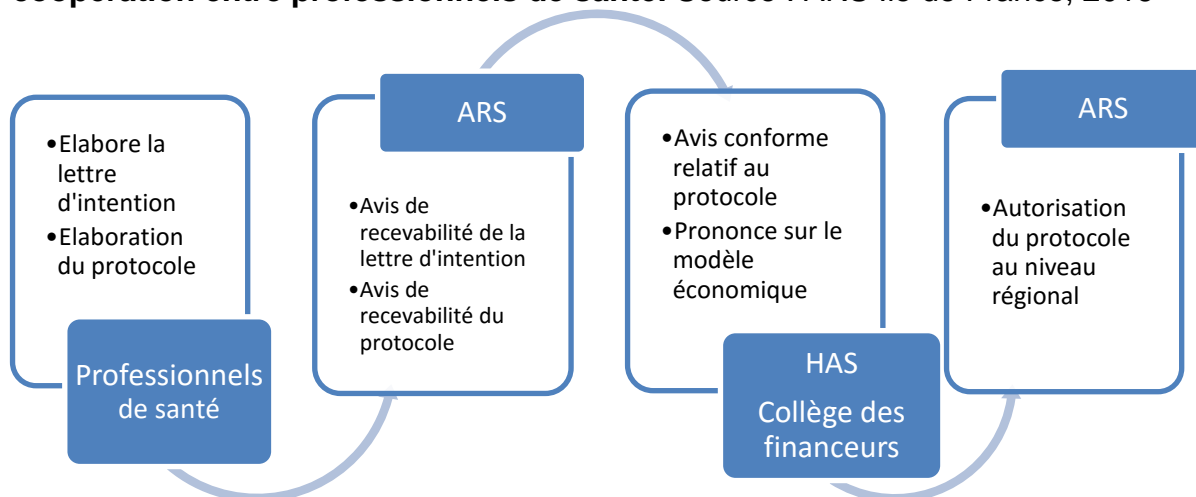 •Elabore la
lettre
d'intention
•Elaboration
du protocole
Professionnels
de santé
ARS
•Avis de
recevabilité de la
lettre d'intention
•Avis de
recevabilité du
protocole
•Avis conforme
relatif au
protocole
•Prononce sur le
modèle
économique
HAS
Collège des
financeurs
ARS
•Autorisation
du protocole
au niveau
régional